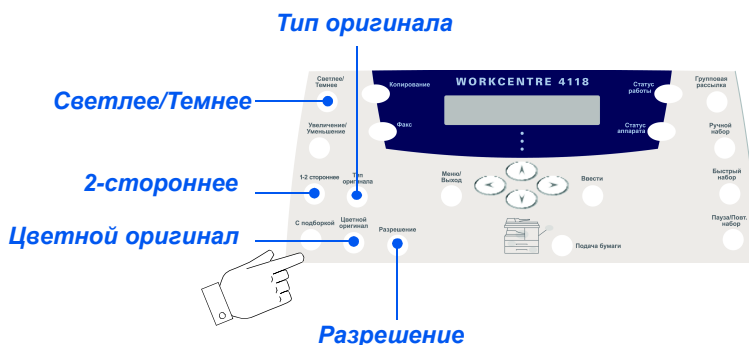 Тип оригинала
Светлее/Темнее
2-стороннее
Цветной оригинал
Разрешение
Светлее/
Темнее
Увеличение/
Уменьшение
1-2 стороннее
Тип
оригинала
С подборкой
Цветной
оригинал
Разрешение
Копирование
Факс
WORKCENTRE 4118
Статус
работы
Статус
аппарата
Меню/
Выход
Ввести
Подача бумаги
Групповая
рассылка
Ручной
набор
Быстрый
набор
Пауза/Повт.
набор